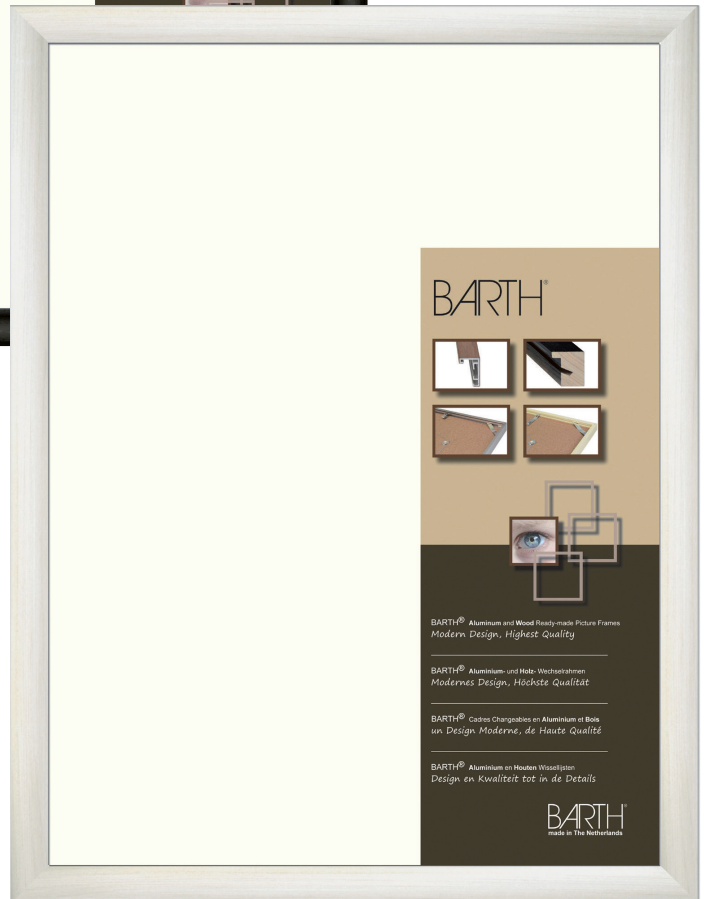 BARTH®
BARTH® Aluminum and Wood Ready-made Picture Frames
Modern Design, Highest Quality
BARTH® Aluminium- und Holz- Wechselrahmen
Modernes Design, Höchste Qualität
BARTH® Cadres Changeables en Aluminium et Bois
un Design Moderne, de Haute Qualité
BARTH® Aluminium en Houten Wissellijsten
Design en Kwaliteit tot in de Details
BARTH®
made in The Netherlands